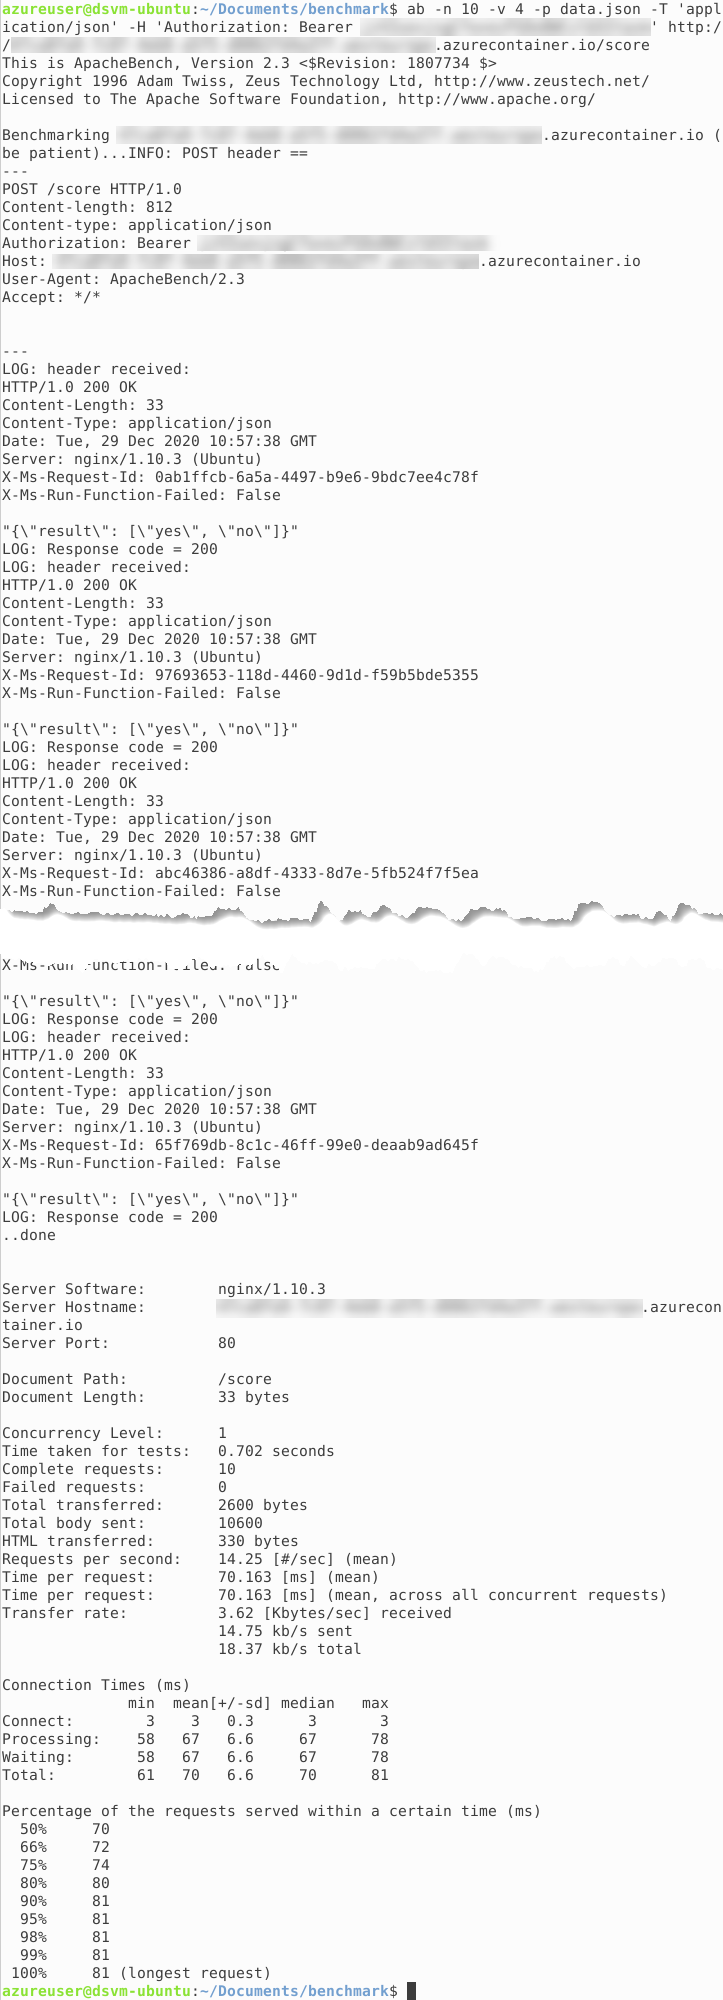 azureuser@dsvm-ubuntu:~/Documents/benchmark$ ab -n 10 -v 4 -p data.json -T 'appl
ication/json' -H 'Authorization: Bearer ' http:/
/.azurecontainer.io/score
This is ApacheBench, Version 2.3 <$Revision: 1807734 $>
Copyright 1996 Adam Twiss, Zeus Technology Ltd, http://www.zeustech.net/
Licensed to The Apache Software Foundation, http://www.apache.org/

Benchmarking .azurecontainer.io (
be patient)...INFO: POST header ==
---
POST /score HTTP/1.0
Content-length: 812
Content-type: application/json
Authorization: Bearer
Host: .azurecontainer.io
User-Agent: ApacheBench/2.3
Accept: */*

---
LOG: header received:
HTTP/1.0 200 OK
Content-Length: 33
Content-Type: application/json
Date: Tue, 29 Dec 2020 10:57:38 GMT
Server: nginx/1.10.3 (Ubuntu)
X-Ms-Request-Id: 0ab1ffcb-6a5a-4497-b9e6-9bdc7ee4c78f
X-Ms-Run-Function-Failed: False

"{\"result\": [\"yes\", \"no\"]}"
LOG: Response code = 200
LOG: header received:
HTTP/1.0 200 OK
Content-Length: 33
Content-Type: application/json
Date: Tue, 29 Dec 2020 10:57:38 GMT
Server: nginx/1.10.3 (Ubuntu)
X-Ms-Request-Id: 97693653-118d-4460-9d1d-f59b5bde5355
X-Ms-Run-Function-Failed: False

"{\"result\": [\"yes\", \"no\"]}"
LOG: Response code = 200
LOG: header received:
HTTP/1.0 200 OK
Content-Length: 33
Content-Type: application/json
Date: Tue, 29 Dec 2020 10:57:38 GMT
Server: nginx/1.10.3 (Ubuntu)
X-Ms-Request-Id: abc46386-a8df-4333-8d7e-5fb524f7f5ea
X-Ms-Run-Function-Failed: False
X-Ms-Run-Function-Failed: False

"{\"result\": [\"yes\", \"no\"]}"
LOG: Response code = 200
LOG: header received:
HTTP/1.0 200 OK
Content-Length: 33
Content-Type: application/json
Date: Tue, 29 Dec 2020 10:57:38 GMT
Server: nginx/1.10.3 (Ubuntu)
X-Ms-Request-Id: 65f769db-8c1c-46ff-99e0-deaab9ad645f
X-Ms-Run-Function-Failed: False

"{\"result\": [\"yes\", \"no\"]}"
LOG: Response code = 200
..done

Server Software:        nginx/1.10.3
Server Hostname:        .azurecon
tainer.io
Server Port:            80

Document Path:          /score
Document Length:        33 bytes

Concurrency Level:      1
Time taken for tests:   0.702 seconds
Complete requests:      10
Failed requests:        0
Total transferred:      2600 bytes
Total body sent:        10600
HTML transferred:       330 bytes
Requests per second:    14.25 [#/sec] (mean)
Time per request:       70.163 [ms] (mean)
Time per request:       70.163 [ms] (mean, across all concurrent requests)
Transfer rate:          3.62 [Kbytes/sec] received
                        14.75 kb/s sent
                        18.37 kb/s total

Connection Times (ms)
              min  mean[+/-sd] median   max
Connect:        3    3   0.3      3       3
Processing:    58   67   6.6     67      78
Waiting:       58   67   6.6     67      78
Total:         61   70   6.6     70      81

Percentage of the requests served within a certain time (ms)
  50%     70
  66%     72
  75%     74
  80%     80
  90%     81
  95%     81
  98%     81
  99%     81
 100%     81 (longest request)
azureuser@dsvm-ubuntu:~/Documents/benchmark$